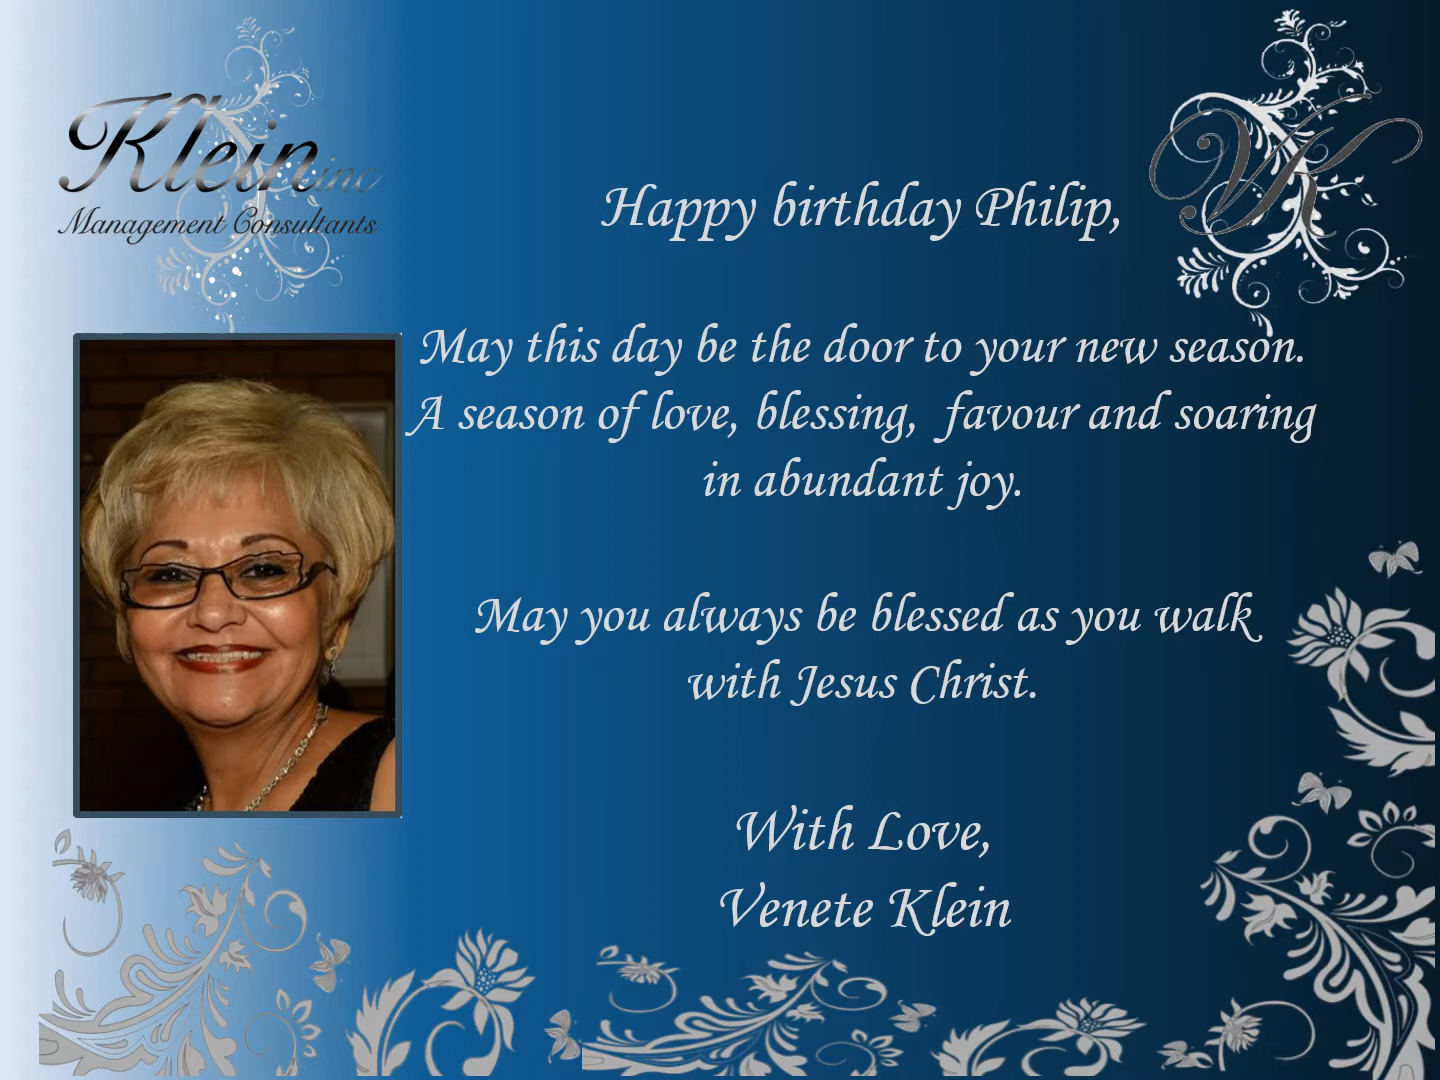 Klein inc
Management Consultants
VK
Happy birthday Philip,
May this day be the door to your new season.
A season of love, blessing,  favour and soaring
in abundant joy.
May you always be blessed as you walk
with Jesus Christ.
With Love,
Venete Klein